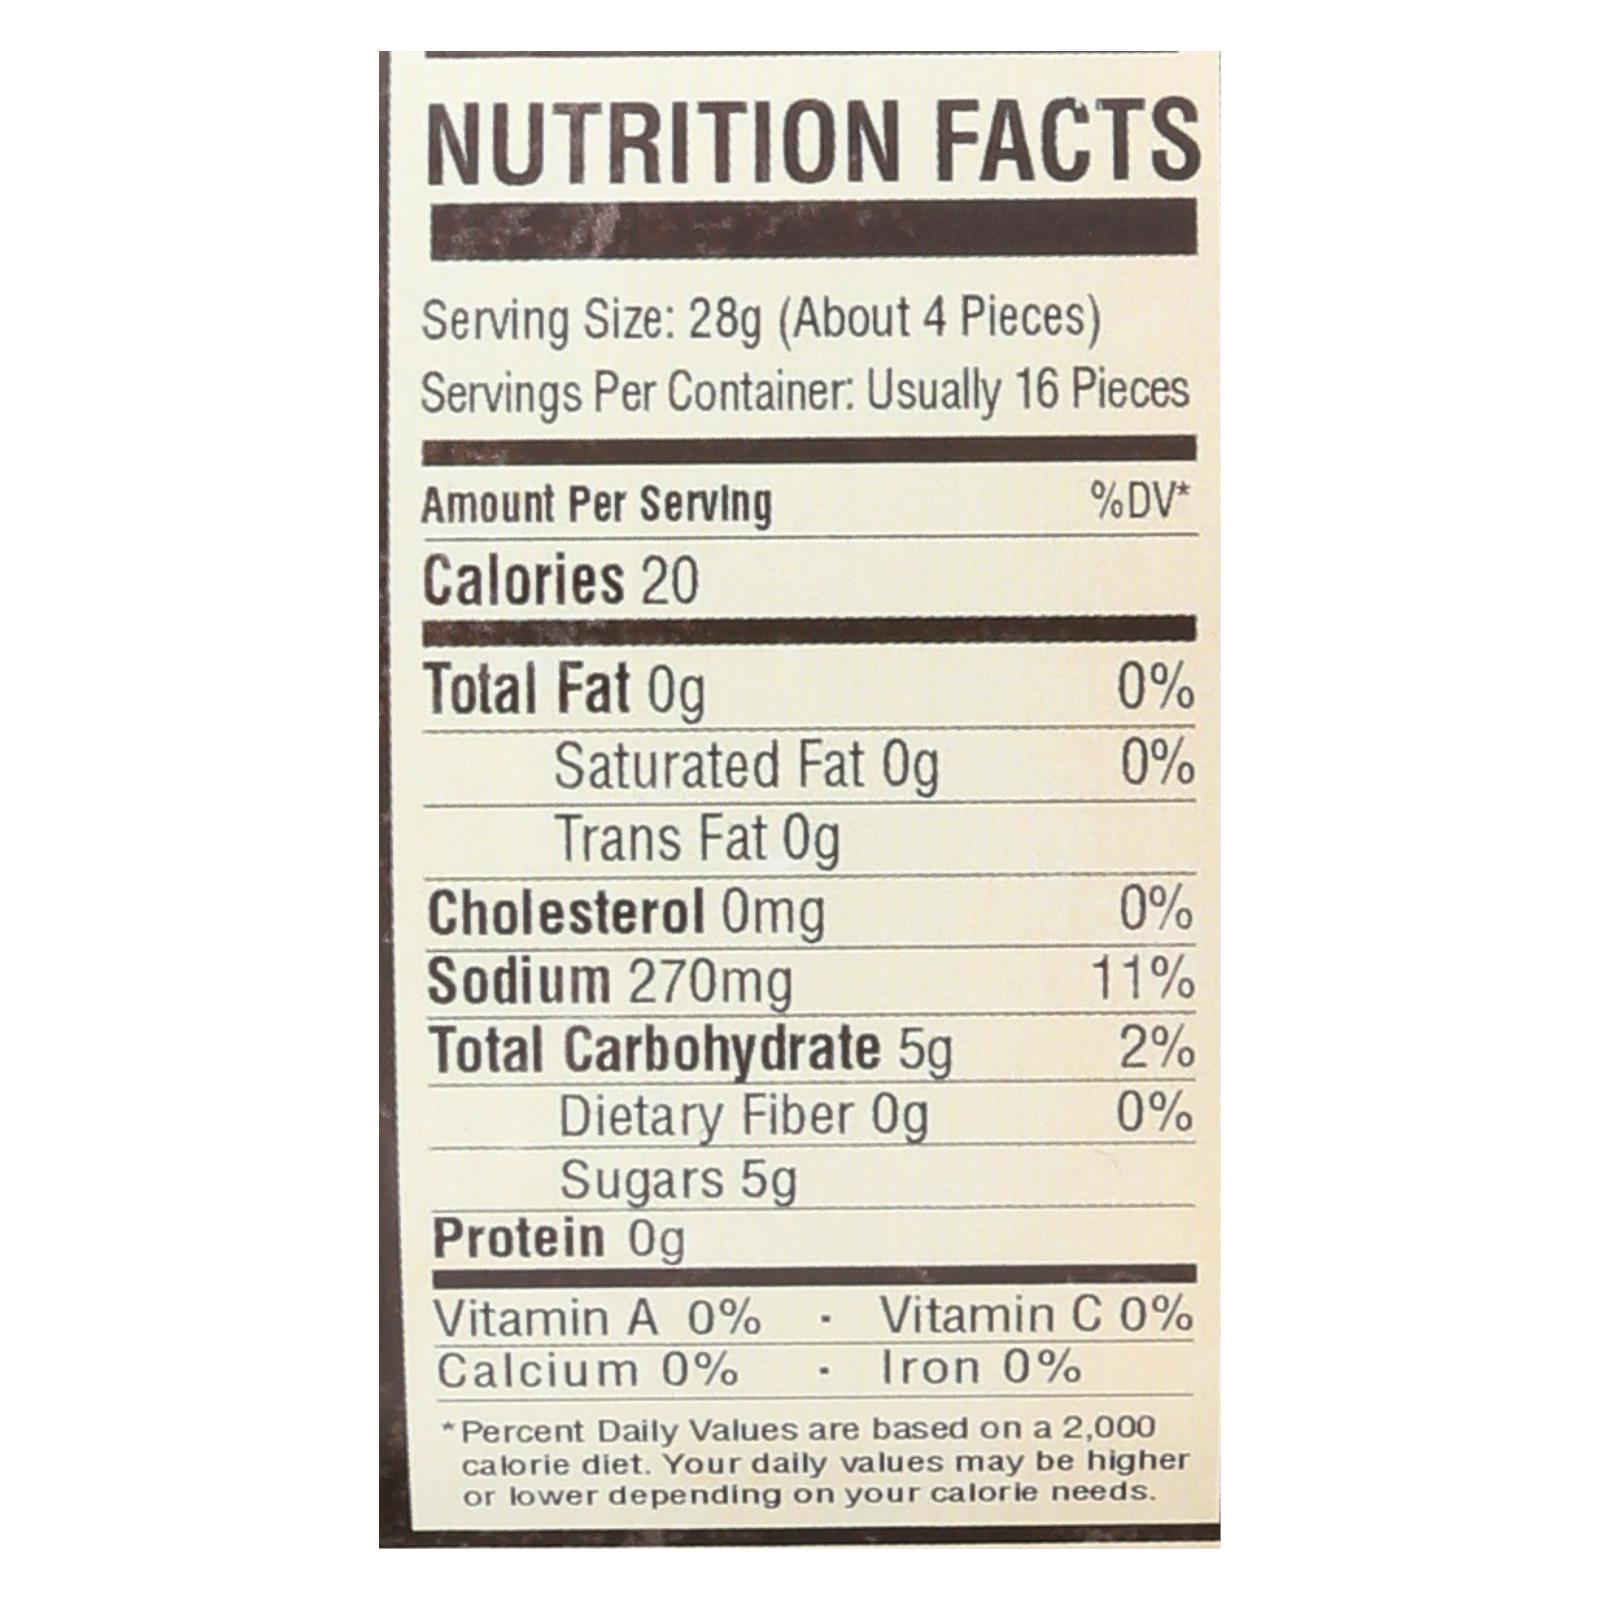 NUTRITION FACTS
Serving Size: 28g (About 4 Pieces)
Servings Per Container: Usually 16 Pieces
Amount Per Serving %DV*
Calories 20
Total Fat 0g 0%
Saturated Fat 0g 0%
Trans Fat 0g
Cholesterol 0mg 0%
Sodium 270mg 11%
Total Carbohydrate 5g 2%
Dietary Fiber 0g 0%
Sugars 5g
Protein 0g
Vitamin A 0% · Vitamin C 0%
Calcium 0% · Iron 0%
*Percent Daily Values are based on a 2,000
calorie diet. Your daily values may be higher
or lower depending on your calorie needs.